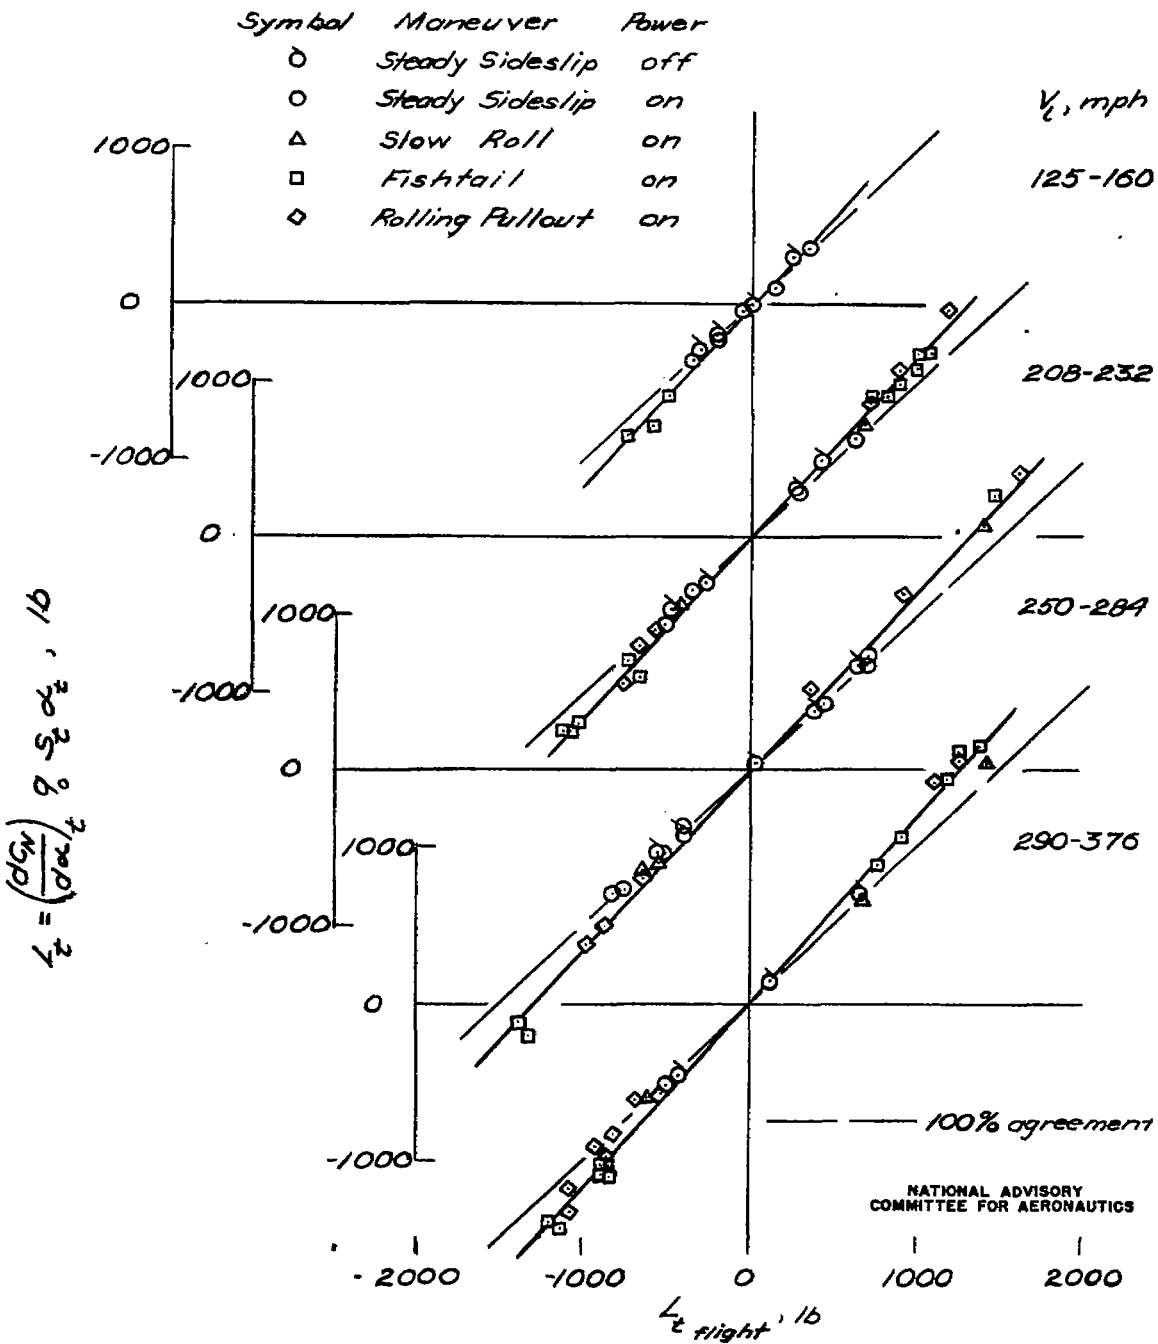 Symbol Maneuver Power
Steady Sideslip off
Steady Sideslip on
Slow Roll on
Fishtail on
Rolling Pullout on
V_i, mph
125-160
208-232
250-284
290-376
1000
0
-1000
1000
0
-1000
1000
0
-1000
1000
0
-1000
L_t = (dC_N/dα)_t q_o S_t α_t, lb
100% agreement
NATIONAL ADVISORY
COMMITTEE FOR AERONAUTICS
-2000 -1000 0 1000 2000
L_t flight, lb